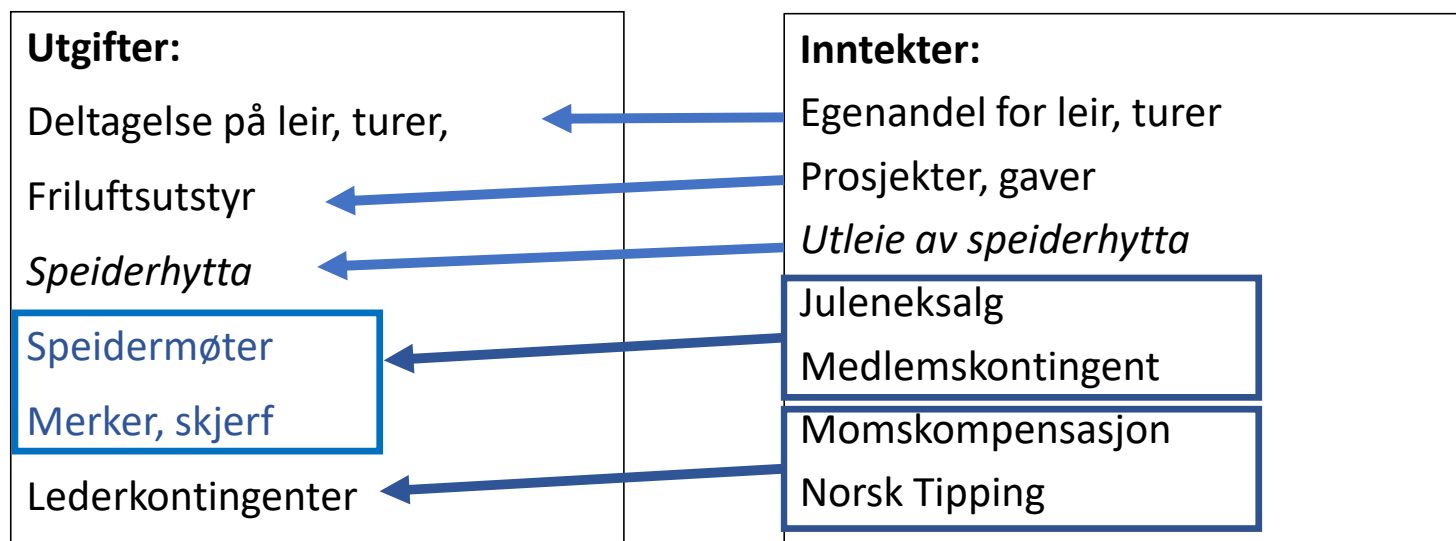 Utgifter:
Deltagelse på leir, turer,
Friluftsutstyr
Speiderhytta
Speidermøter
Merker, skjerf
Lederkontingenter
Inntekter:
Egenandel for leir, turer
Prosjekter, gaver
Utleie av speiderhytta
Juleneksalg
Medlemskontingent
Momskompensasjon
Norsk Tipping